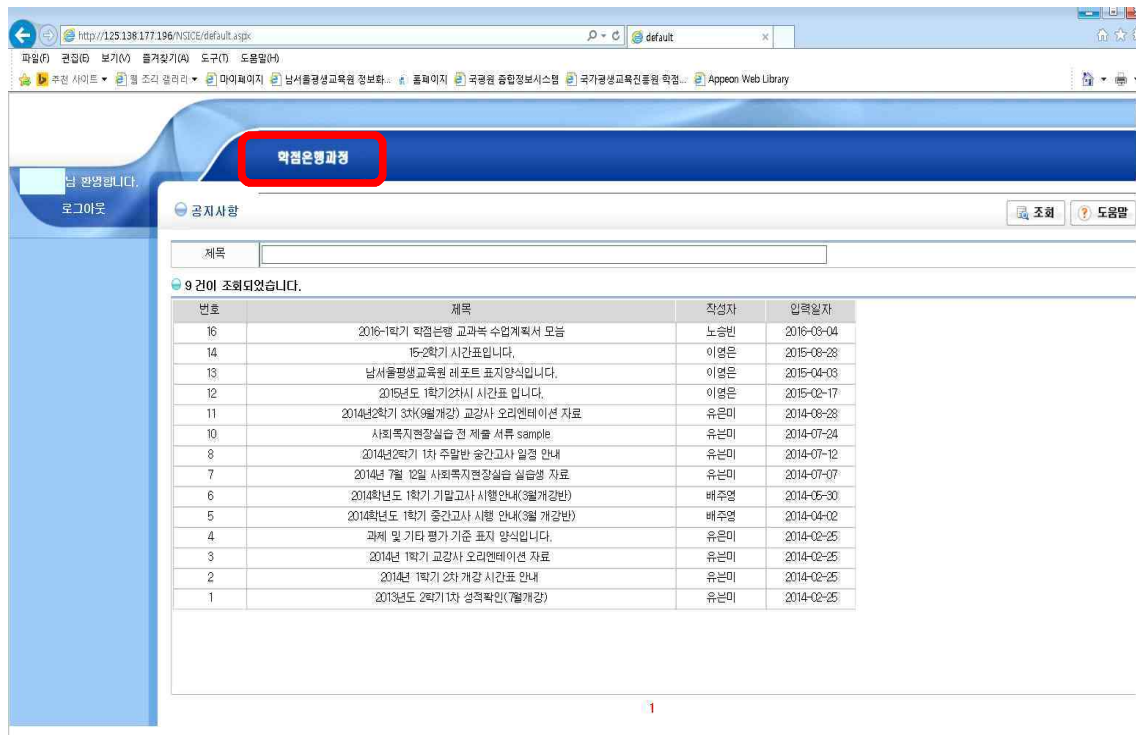 http://125.138.177.196/NSICE/default.aspx
default
파일(F) 편집(E) 보기(V) 즐겨찾기(A) 도구(T) 도움말(H)
추천 사이트 웹 조각 갤러리 마이페이지 남서울평생교육원 정보화... 홈페이지 국평원 종합정보시스템 국가평생교육진흥원 학점... Appeon Web Library
학점은행과정
님 환영합니다.
로그아웃
공지사항
조회 도움말
제목
9 건이 조회되었습니다.
번호 제목 작성자 입력일자
16 2016-1학기 학점은행 교과목 수업계획서 모음 노승빈 2016-03-04
14 15-2학기 시간표입니다. 이영은 2015-08-28
13 남서울평생교육원 레포트 표지양식입니다. 이영은 2015-04-03
12 2015년도 1학기2차시 시간표 입니다. 이영은 2015-02-17
11 2014년2학기 3차(9월개강) 교강사 오리엔테이션 자료 유은미 2014-08-28
10 사회복지현장실습 전 제출 서류 sample 유은미 2014-07-24
8 2014년2학기 1차 주말반 중간고사 일정 안내 유은미 2014-07-12
7 2014년 7월 12일 사회복지현장실습 실습생 자료 유은미 2014-07-07
6 2014학년도 1학기 기말고사 시행안내(3월개강반) 배주영 2014-05-30
5 2014학년도 1학기 중간고사 시행 안내(3월 개강반) 배주영 2014-04-02
4 과제 및 기타 평가 기준 표지 양식입니다. 유은미 2014-02-25
3 2014년 1학기 교강사 오리엔테이션 자료 유은미 2014-02-25
2 2014년 1학기 2차 개강 시간표 안내 유은미 2014-02-25
1 2013년도 2학기1차 성적확인(7월개강) 유은미 2014-02-25
1